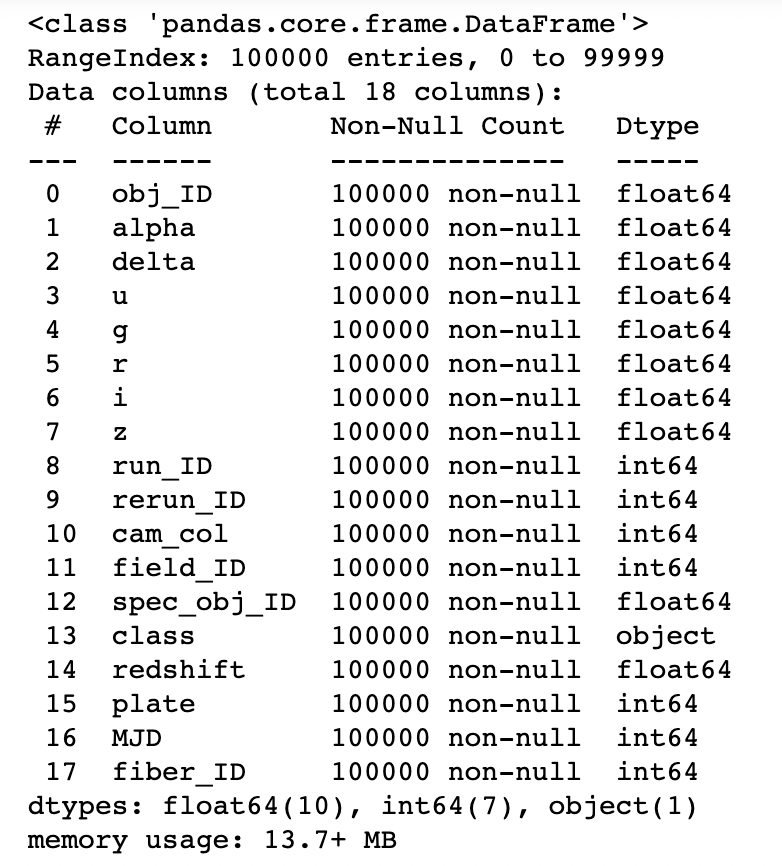 <class 'pandas.core.frame.DataFrame'>
RangeIndex: 100000 entries, 0 to 99999
Data columns (total 18 columns):
 #   Column       Non-Null Count   Dtype
---  ------       --------------   -----
 0   obj_ID       100000 non-null  float64
 1   alpha        100000 non-null  float64
 2   delta        100000 non-null  float64
 3   u            100000 non-null  float64
 4   g            100000 non-null  float64
 5   r            100000 non-null  float64
 6   i            100000 non-null  float64
 7   z            100000 non-null  float64
 8   run_ID       100000 non-null  int64
 9   rerun_ID     100000 non-null  int64
 10  cam_col      100000 non-null  int64
 11  field_ID     100000 non-null  int64
 12  spec_obj_ID  100000 non-null  float64
 13  class        100000 non-null  object
 14  redshift     100000 non-null  float64
 15  plate        100000 non-null  int64
 16  MJD          100000 non-null  int64
 17  fiber_ID     100000 non-null  int64
dtypes: float64(10), int64(7), object(1)
memory usage: 13.7+ MB